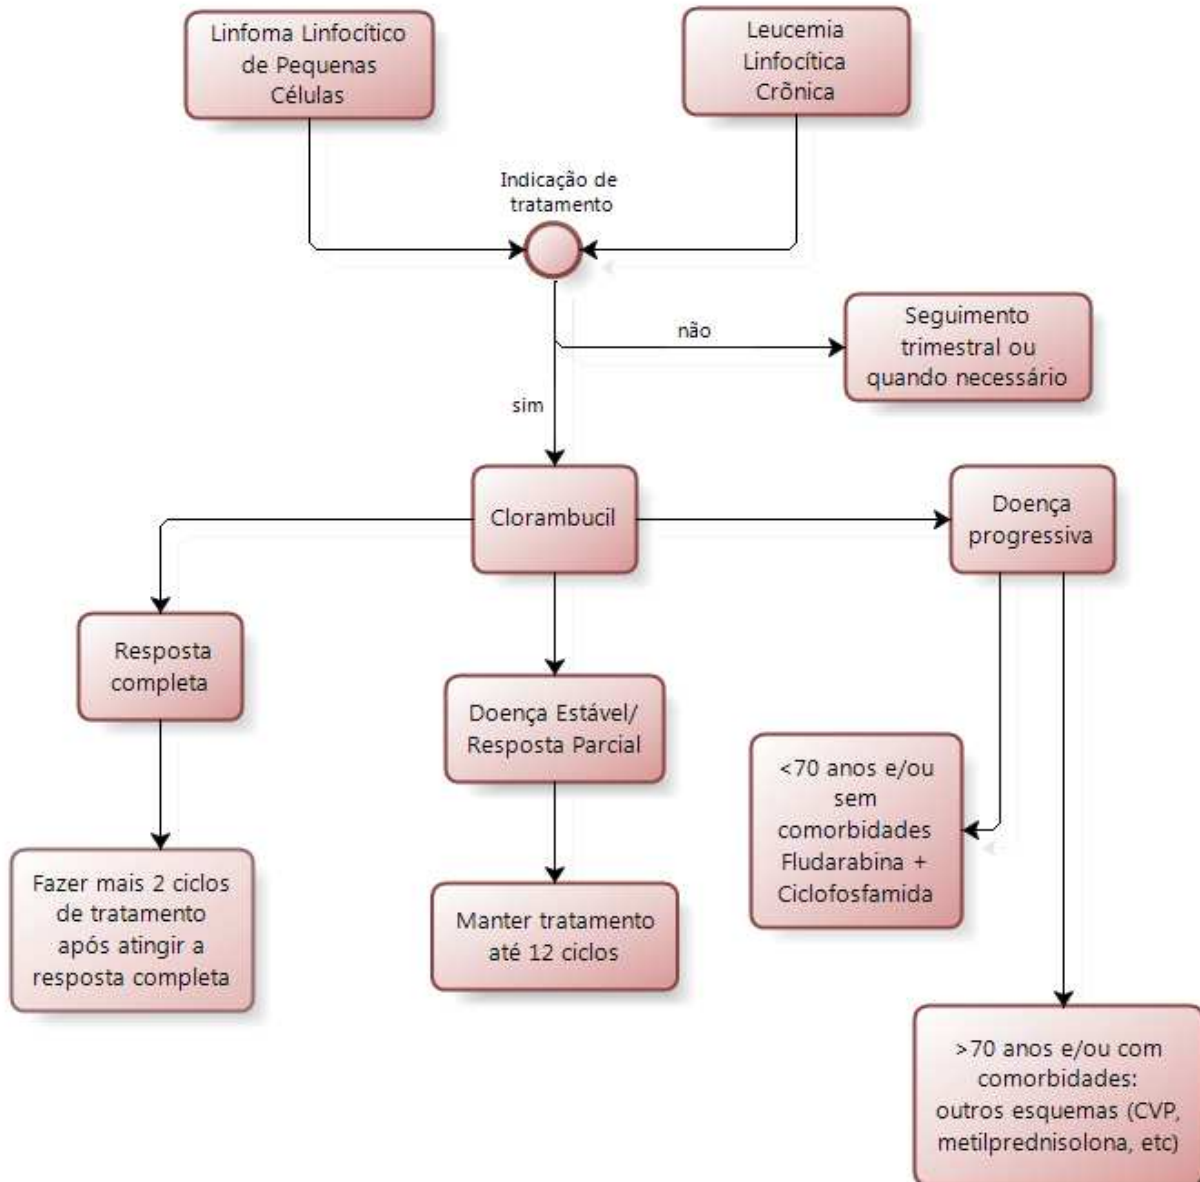 Linfoma Linfocítico
de Pequenas
Células
Leucemia
Linfocítica
Crônica
Indicação de
tratamento
não
Seguimento
trimestral ou
quando necessário
sim
Clorambucil
Doença
progressiva
Resposta
completa
Doença Estável/
Resposta Parcial
<70 anos e/ou
sem
comorbidades
Fludarabina +
Ciclofosfamida
Fazer mais 2 ciclos
de tratamento
após atingir a
resposta completa
Manter tratamento
até 12 ciclos
>70 anos e/ou com
comorbidades:
outros esquemas (CVP,
metilprednisolona, etc)